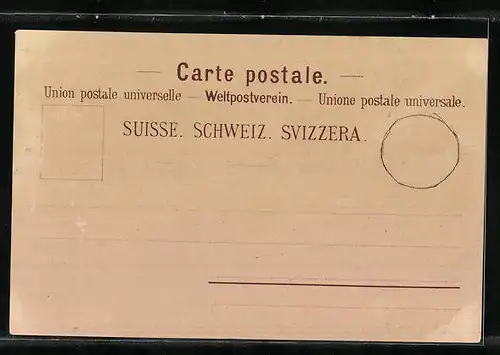 — Carte postale. —
Union postale universelle — Weltpostverein. — Unione postale universale.
SUISSE. SCHWEIZ. SVIZZERA.